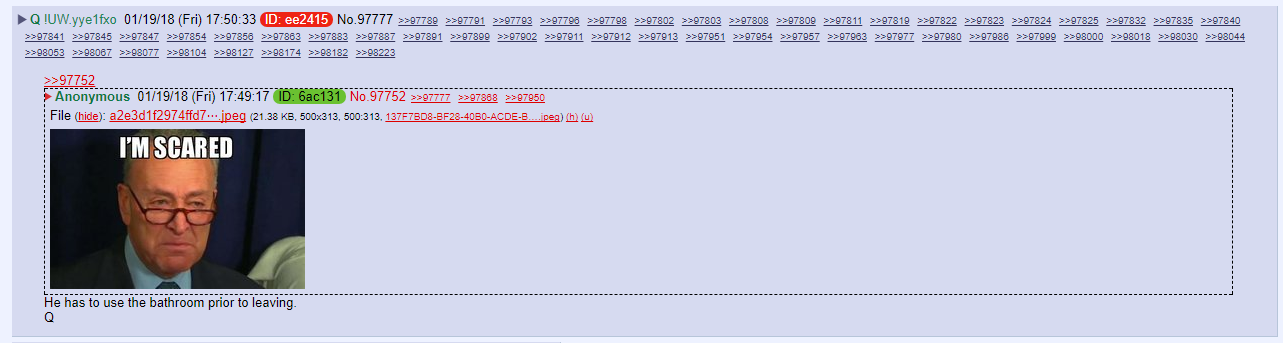 Q !UW.yye1fxo 01/19/18 (Fri) 17:50:33 ID: ee2415 No.97777 >>97789 >>97791 >>97793 >>97796 >>97798 >>97802 >>97803 >>97808 >>97809 >>97811 >>97819 >>97822 >>97823 >>97824 >>97825 >>97832 >>97835 >>97840
>>97841 >>97845 >>97847 >>97854 >>97856 >>97863 >>97883 >>97887 >>97891 >>97899 >>97902 >>97911 >>97912 >>97913 >>97951 >>97954 >>97957 >>97963 >>97977 >>97980 >>97986 >>97999 >>98000 >>98018 >>98030 >>98044
>>98053 >>98067 >>98077 >>98104 >>98127 >>98174 >>98182 >>98223
>>97752
Anonymous 01/19/18 (Fri) 17:49:17 ID: 6ac131 No.97752 >>97777 >>97868 >>97950
File (hide): a2e3d1f2974ffd7⋯.jpeg (21.38 KB, 500x313, 500:313, 137F7BD8-BF28-40B0-ACDE-B….jpeg) (h) (u)
I'M SCARED
He has to use the bathroom prior to leaving.
Q